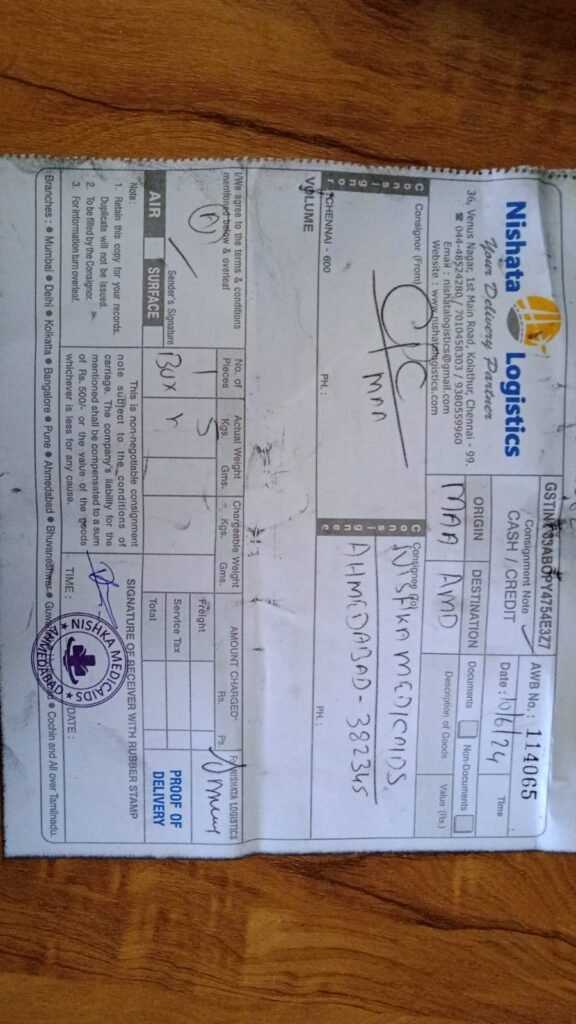 Nishata Logistics
Your Delivery Partner
36, Venus Nagar, 1st Main Road, Kolathur, Chennai - 99.
☎ 044-48524280 / 7010458303 / 9380559960
Email : nishatalogistics@gmail.com
Website : www.nishatalogistics.com
Consignment Note
CASH / CREDIT
AWB No. : 114065
Date : 10/6/24
Time
ORIGIN
DESTINATION
MAA
AMD
Documents
Non-Documents
Description of Goods
Value (Rs.)
Consignor
Consignor (From)
CPC
MAA
CHENNAI - 600
PH. :
VOLUME
Consignee
NISHKA MEDICAIDS
AHMEDABAD - 382345
PH. :
I/We agree to the terms & conditions
mentioned below & overleaf
Sender's Signature
No. of
Pieces
Actual Weight
Kgs.
Gms.
Chargeable Weight
Kgs.
Gms.
AMOUNT CHARGED
Rs.
Ps.
For NISHATA LOGISTICS
1
5
BOX
Freight
Service Tax
Total
AIR
SURFACE
PROOF OF
DELIVERY
Note :
1. Retain this copy for your records.
Duplicate will not be issued.
2. To be filled by the Consignor.
3. For information turn overleaf.
This is non-negotiable consignment
note subject to the conditions of
carriage. The company's liability for the
mentioned shall be compensated to a sum
of Rs. 500/- or the value of the goods
whichever is less for any cause.
SIGNATURE OF RECEIVER WITH RUBBER STAMP
TIME :
DATE :
NISHKA MEDICAIDS
AHMEDABAD
Branches : ● Mumbai ● Delhi ● Kolkatta ● Bangalore ● Pune ● Ahmedabad ● Bhuvaneshwer ● Cochin and All over Tamilnadu.